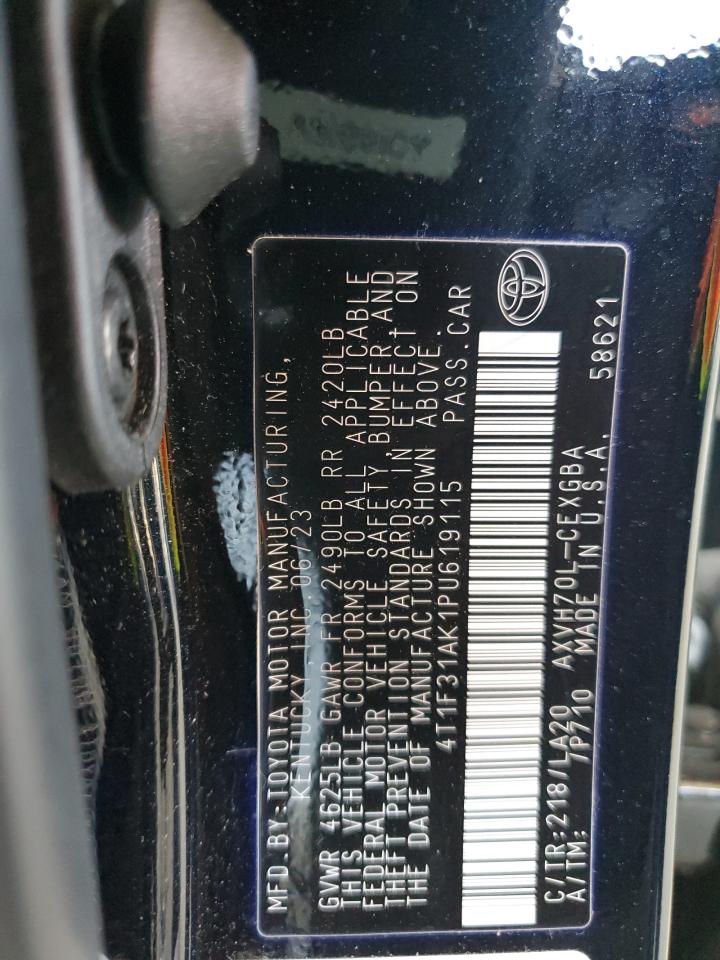 MFD.BY:TOYOTA MOTOR MANUFACTURING,
KENTUCKY, INC. 06/23
GVWR 4625LB GAWR FR 2490LB RR 2420LB
THIS VEHICLE CONFORMS TO ALL APPLICABLE
FEDERAL MOTOR VEHICLE SAFETY, BUMPER, AND
THEFT PREVENTION STANDARDS IN EFFECT ON
THE DATE OF MANUFACTURE SHOWN ABOVE.
4T1F31AK1PU619115 PASS.CAR
C/TR:218/LA20 AXVH70L-CEXGBA
A/TM: /P710 MADE IN U.S.A. 58621